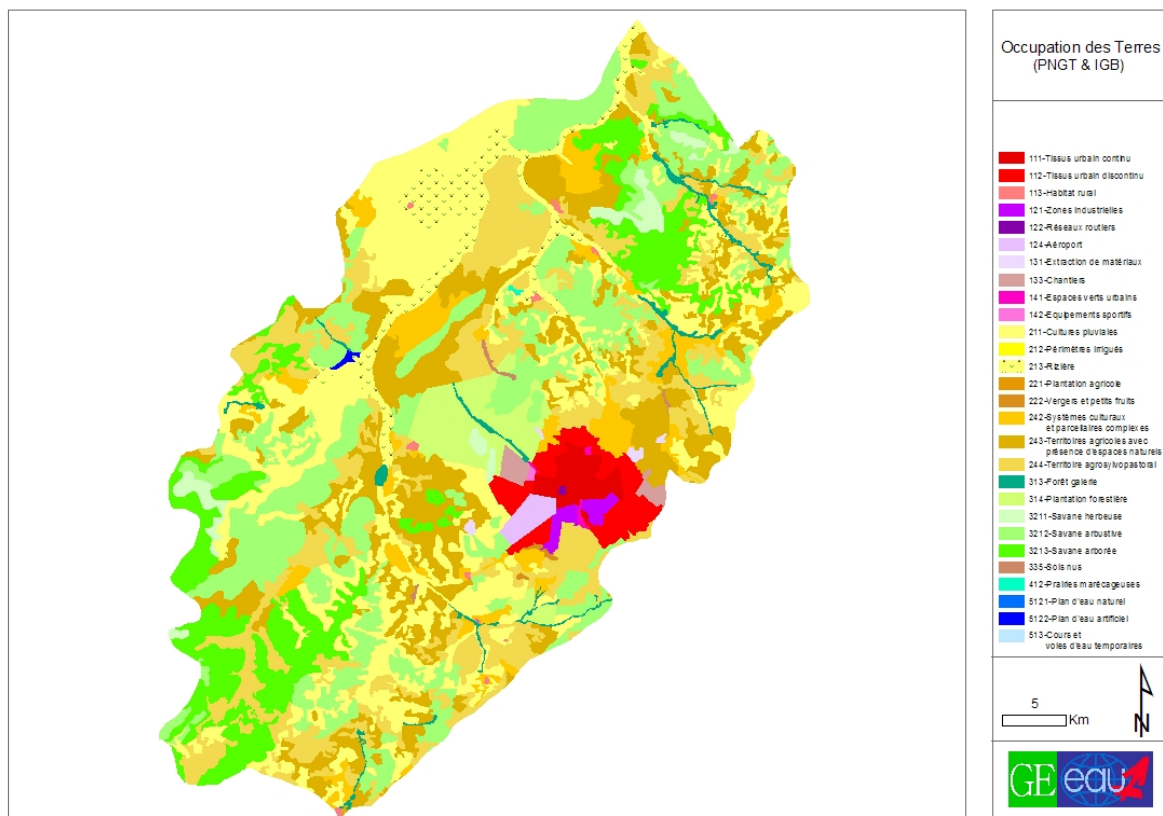 Occupation des Terres
(PNGT & IGB)
111-Tissus urbain continu
112-Tissus urbain discontinu
113-Habitat rural
121-Zones industrielles
122-Réseaux routiers
124-Aéroport
131-Extraction de matériaux
133-Chantiers
141-Espaces verts urbains
142-Equipements sportifs
211-Cultures pluviales
212-Périmètres irrigués
213-Rizière
221-Plantation agricole
222-Vergers et petits fruits
242-Systèmes culturaux
et parcellaires complexes
243-Territoires agricoles avec
présence d'espaces naturels
244-Territoire agrosylvopastoral
313-Forêt galerie
314-Plantation forestière
3211-Savane herbeuse
3212-Savane arbustive
3213-Savane arborée
335-Sols nus
412-Prairies marécageuses
5121-Plan d'eau naturel
5122-Plan d'eau artificiel
513-Cours et
voies d'eau temporaires
5
Km
N
GE eau